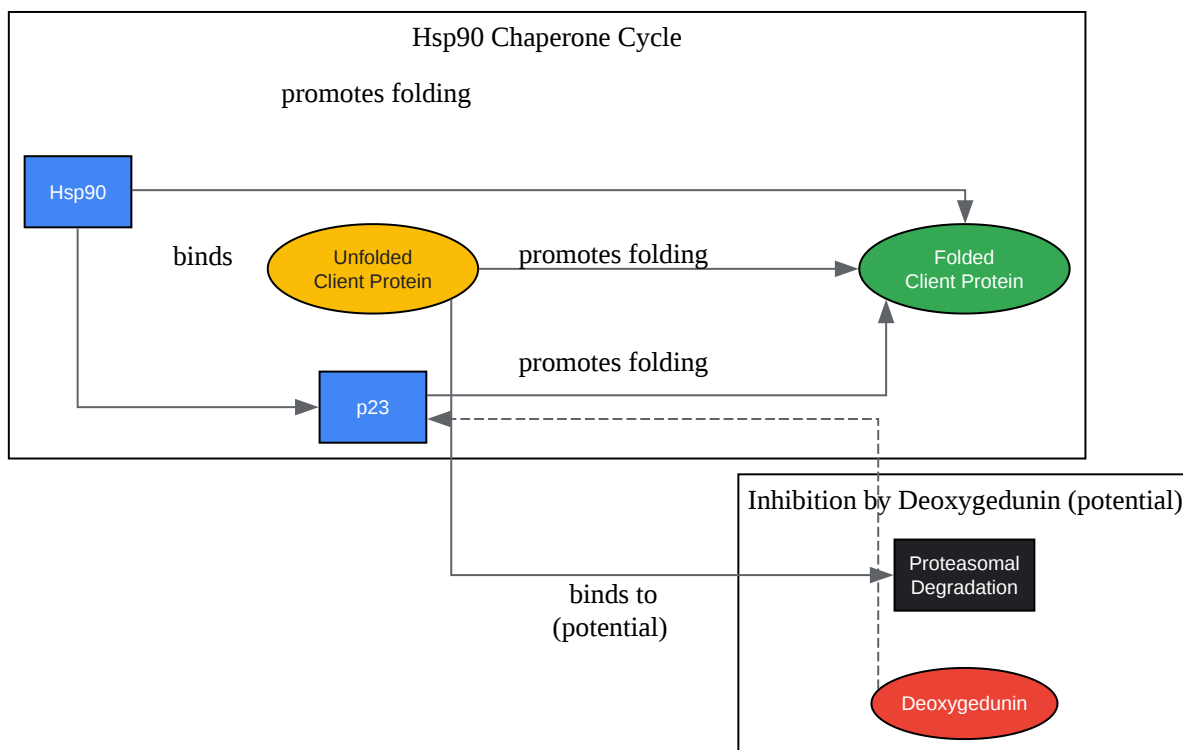 Hsp90 Chaperone Cycle
promotes folding
Hsp90
binds
Unfolded
Client Protein
promotes folding
Folded
Client Protein
promotes folding
p23
Inhibition by Deoxygedunin (potential)
Proteasomal
Degradation
binds to
(potential)
Deoxygedunin